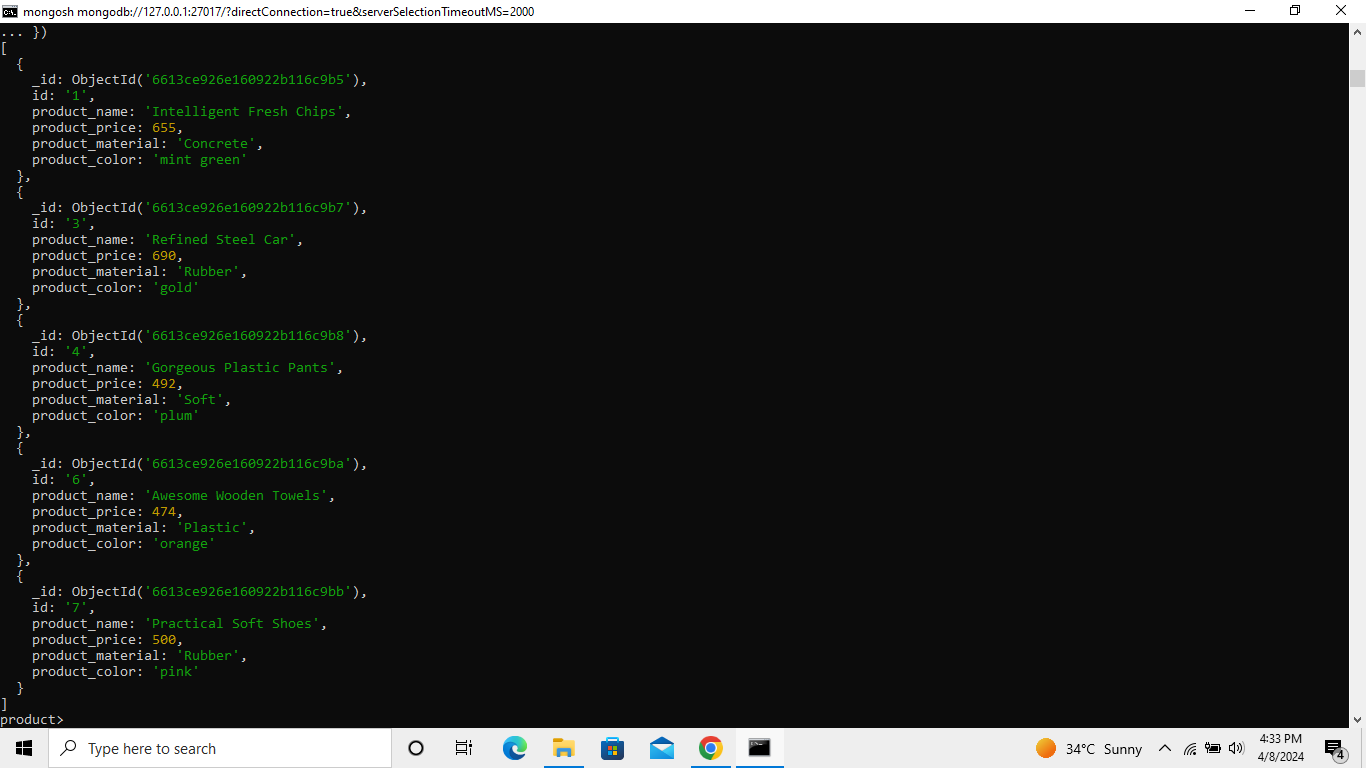 mongosh mongodb://127.0.0.1:27017/?directConnection=true&serverSelectionTimeoutMS=2000
... })
[
  {
    _id: ObjectId('6613ce926e160922b116c9b5'),
    id: '1',
    product_name: 'Intelligent Fresh Chips',
    product_price: 655,
    product_material: 'Concrete',
    product_color: 'mint green'
  },
  {
    _id: ObjectId('6613ce926e160922b116c9b7'),
    id: '3',
    product_name: 'Refined Steel Car',
    product_price: 690,
    product_material: 'Rubber',
    product_color: 'gold'
  },
  {
    _id: ObjectId('6613ce926e160922b116c9b8'),
    id: '4',
    product_name: 'Gorgeous Plastic Pants',
    product_price: 492,
    product_material: 'Soft',
    product_color: 'plum'
  },
  {
    _id: ObjectId('6613ce926e160922b116c9ba'),
    id: '6',
    product_name: 'Awesome Wooden Towels',
    product_price: 474,
    product_material: 'Plastic',
    product_color: 'orange'
  },
  {
    _id: ObjectId('6613ce926e160922b116c9bb'),
    id: '7',
    product_name: 'Practical Soft Shoes',
    product_price: 500,
    product_material: 'Rubber',
    product_color: 'pink'
  }
]
product>
Type here to search
34°C Sunny
4:33 PM
4/8/2024
4